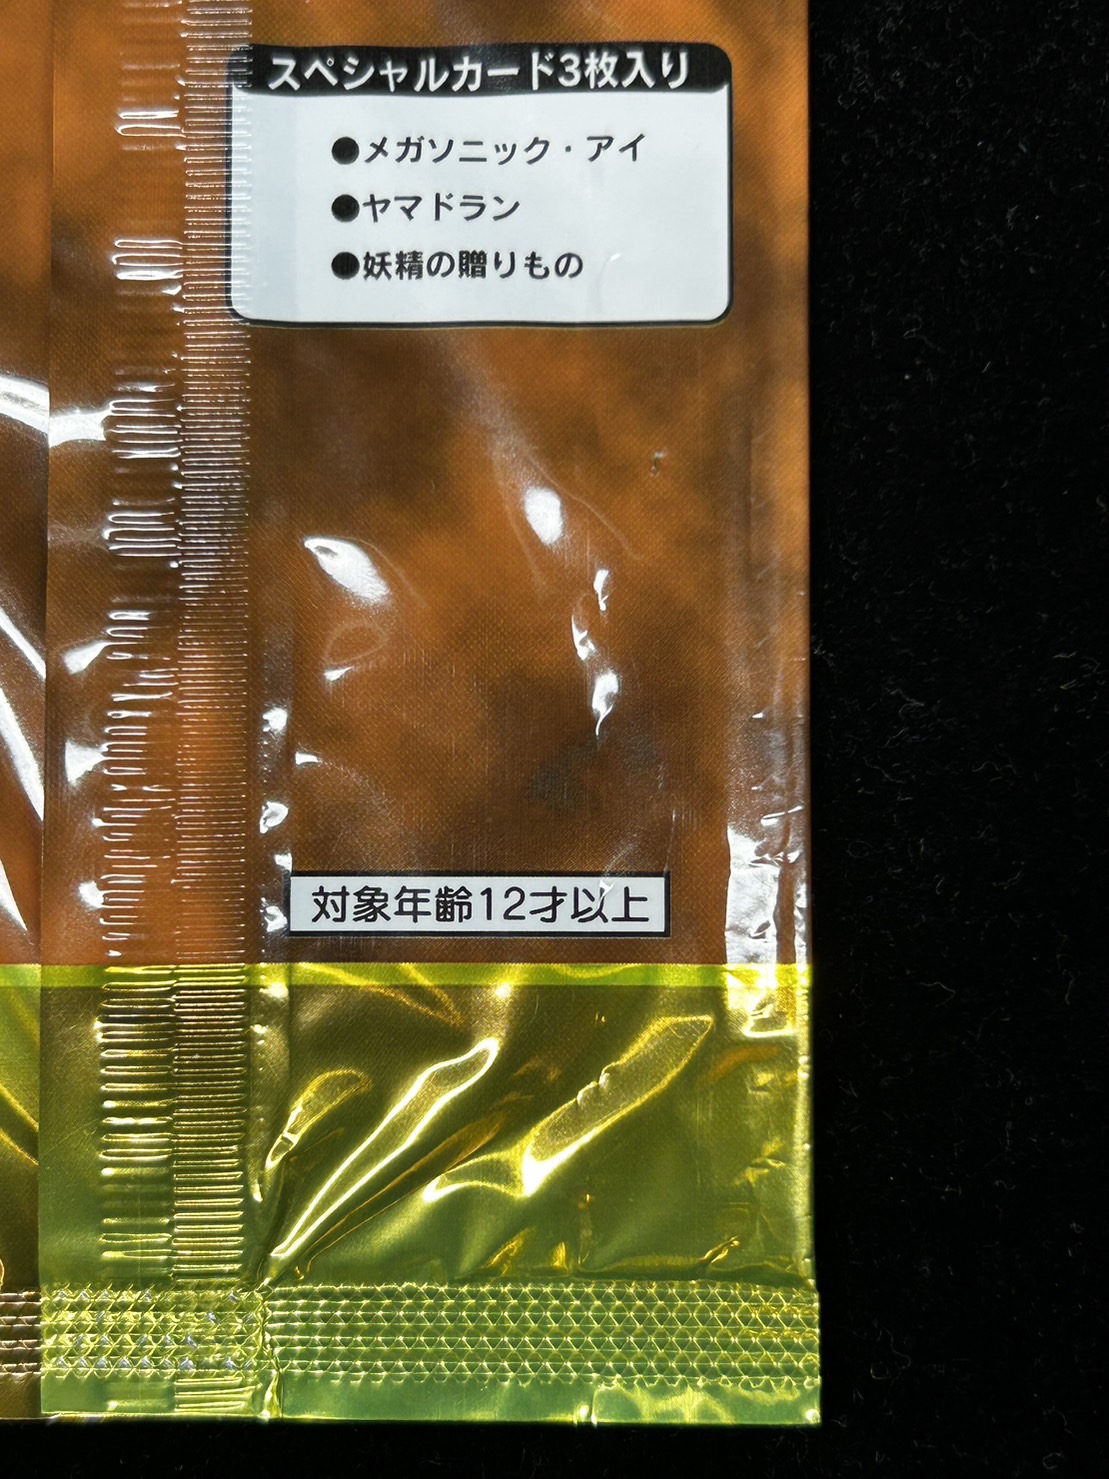 スペシャルカード3枚入り
●メガソニック・アイ
●ヤマドラン
●妖精の贈りもの
対象年齢12才以上